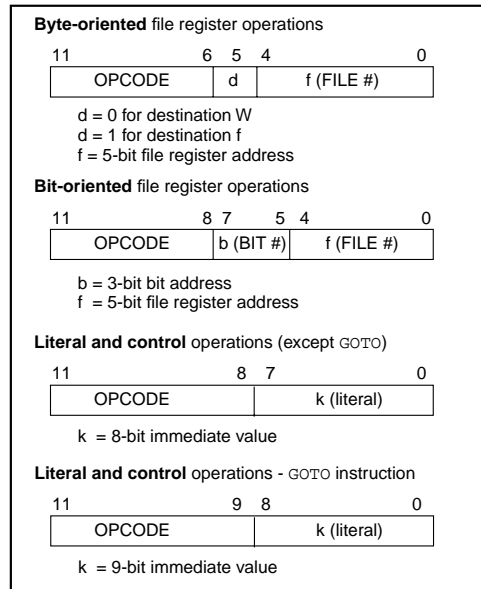 Byte-oriented file register operations
11 6 5 4 0
OPCODE d f (FILE #)
d = 0 for destination W
d = 1 for destination f
f = 5-bit file register address
Bit-oriented file register operations
11 8 7 5 4 0
OPCODE b (BIT #) f (FILE #)
b = 3-bit bit address
f = 5-bit file register address
Literal and control operations (except GOTO)
11 8 7 0
OPCODE k (literal)
k = 8-bit immediate value
Literal and control operations - GOTO instruction
11 9 8 0
OPCODE k (literal)
k = 9-bit immediate value